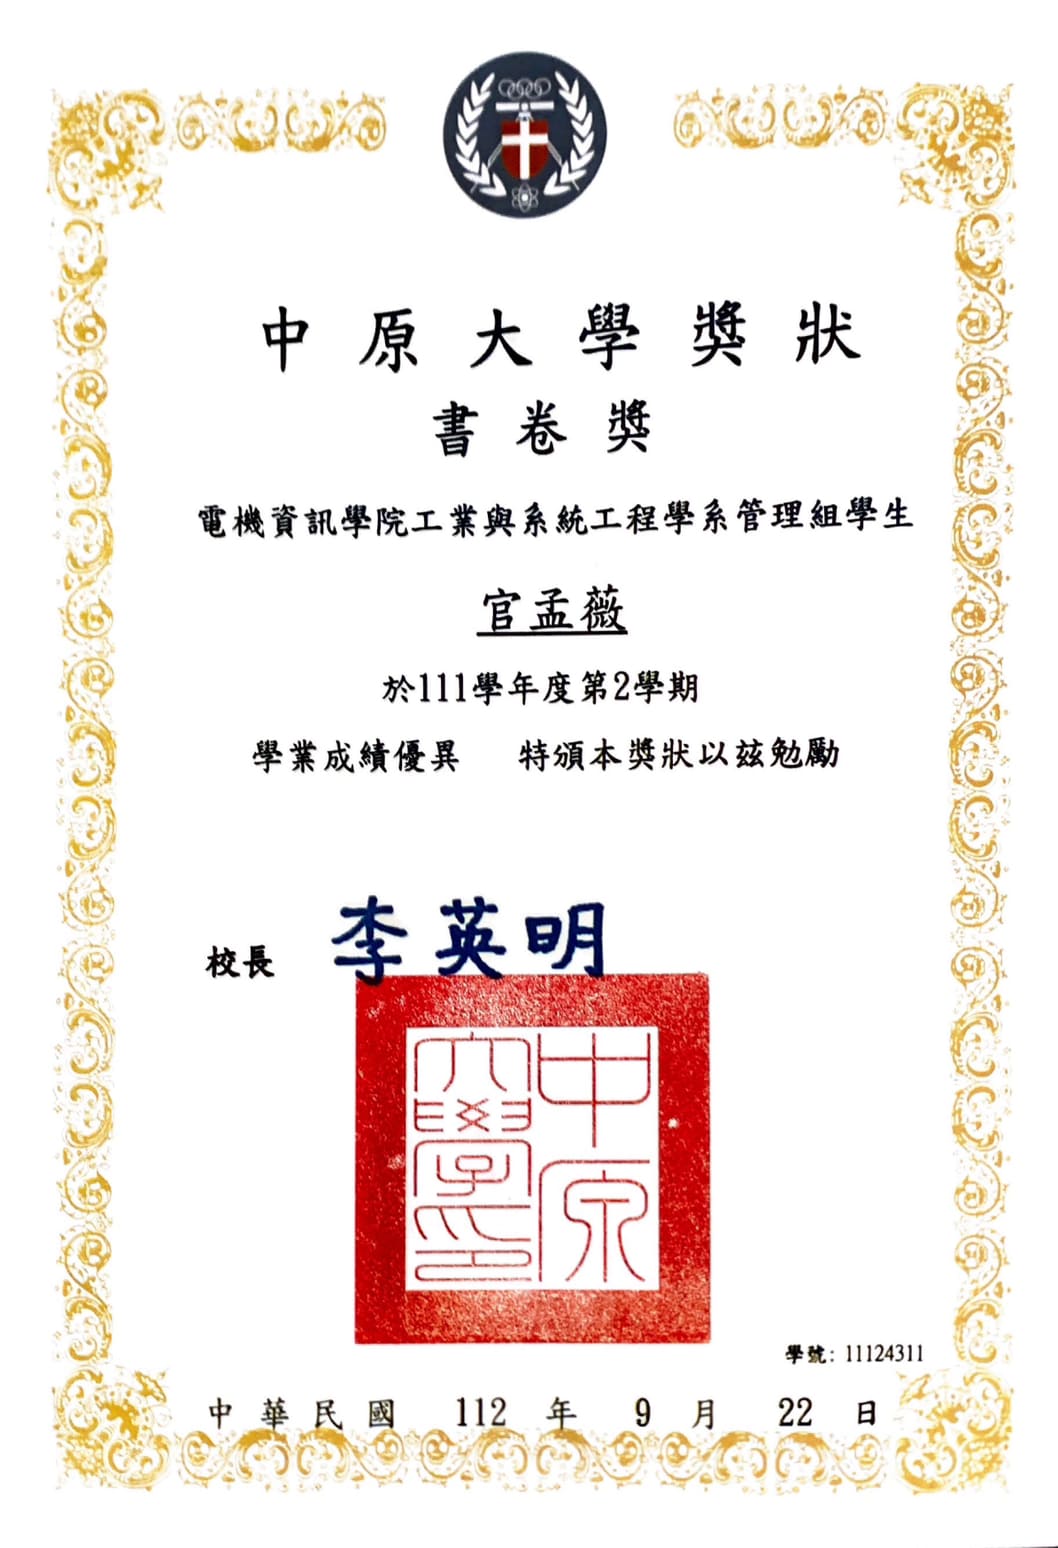 中原大學獎狀
書卷獎
電機資訊學院工業與系統工程學系管理組學生
官孟薇
於111學年度第2學期
學業成績優異 特頒本獎狀以茲勉勵
校長 李英明
中原
大學印
學號: 11124311
中華民國 112 年 9 月 22 日